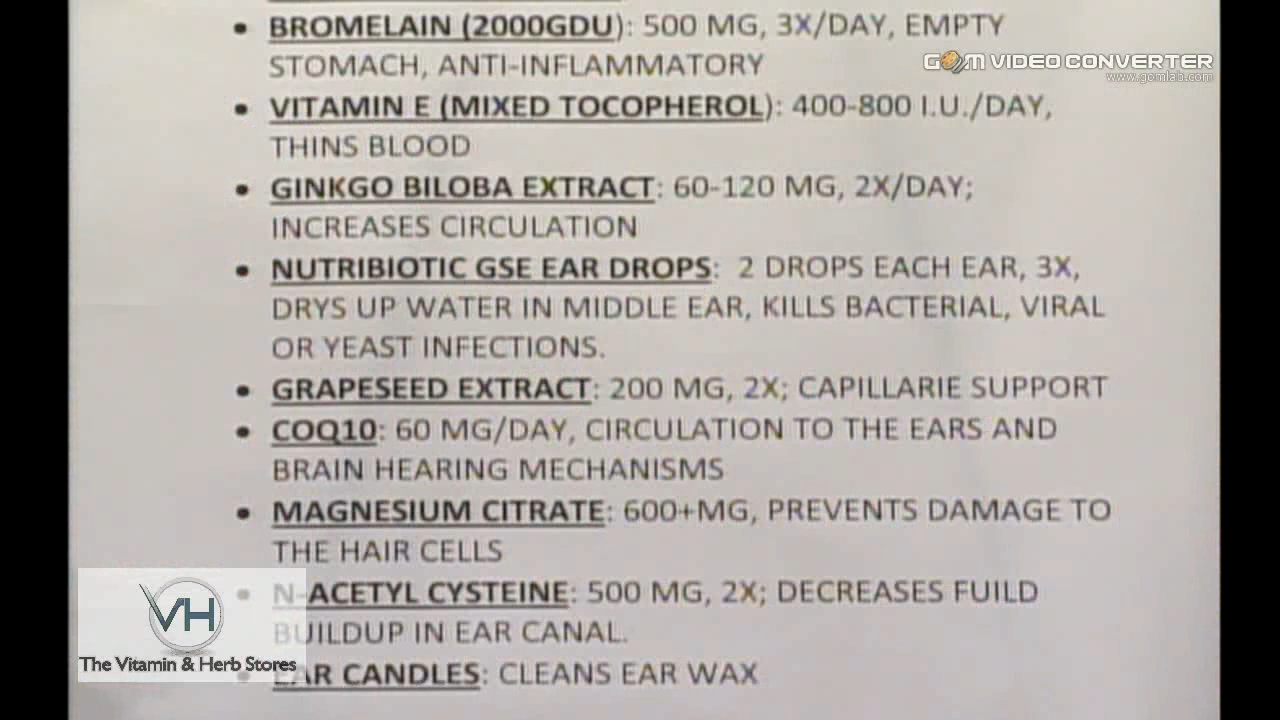 • BROMELAIN (2000GDU): 500 MG, 3X/DAY, EMPTY
STOMACH, ANTI-INFLAMMATORY
GOM VIDEO CONVERTER
www.gomlab.com
• VITAMIN E (MIXED TOCOPHEROL): 400-800 I.U./DAY,
THINS BLOOD
• GINKGO BILOBA EXTRACT: 60-120 MG, 2X/DAY;
INCREASES CIRCULATION
• NUTRIBIOTIC GSE EAR DROPS: 2 DROPS EACH EAR, 3X,
DRYS UP WATER IN MIDDLE EAR, KILLS BACTERIAL, VIRAL
OR YEAST INFECTIONS.
• GRAPESEED EXTRACT: 200 MG, 2X; CAPILLARIE SUPPORT
• COQ10: 60 MG/DAY, CIRCULATION TO THE EARS AND
BRAIN HEARING MECHANISMS
• MAGNESIUM CITRATE: 600+MG, PREVENTS DAMAGE TO
THE HAIR CELLS
• N-ACETYL CYSTEINE: 500 MG, 2X; DECREASES FUILD
BUILDUP IN EAR CANAL.
• EAR CANDLES: CLEANS EAR WAX
VH
The Vitamin & Herb Stores